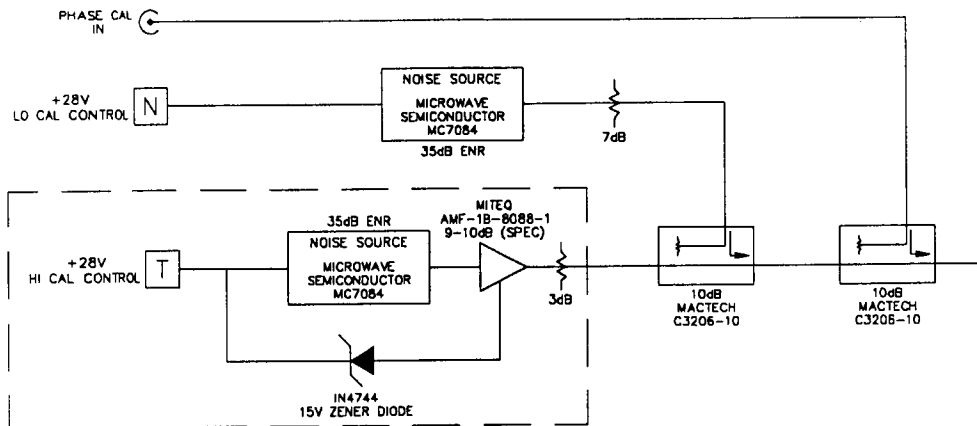 PHASE CAL
IN
+28V
LO CAL CONTROL
N
NOISE SOURCE
MICROWAVE
SEMICONDUCTOR
MC7084
35dB ENR
7dB
+28V
HI CAL CONTROL
T
35dB ENR
NOISE SOURCE
MICROWAVE
SEMICONDUCTOR
MC7084
MITEQ
AMF-1B-8088-1
9-10dB (SPEC)
3dB
IN4744
15V ZENER DIODE
10dB
MACTECH
C3206-10
10dB
MACTECH
C3206-10